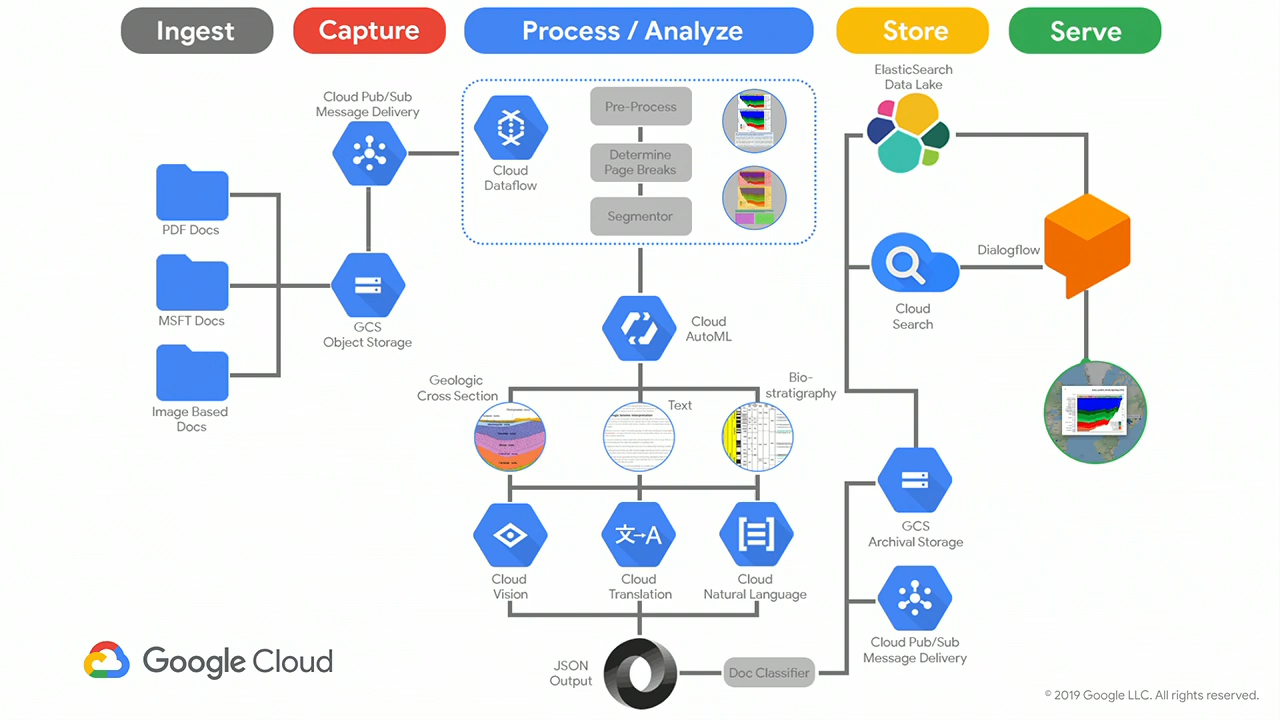 Ingest
Capture
Process / Analyze
Store
Serve
PDF Docs
MSFT Docs
Image Based
Docs
Cloud Pub/Sub
Message Delivery
GCS
Object Storage
Cloud
Dataflow
Pre-Process
Determine
Page Breaks
Segmentor
Cloud
AutoML
Geologic
Cross Section
Text
Bio-
stratigraphy
Cloud
Vision
文→A
Cloud
Translation
Cloud
Natural Language
JSON
Output
Doc Classifier
ElasticSearch
Data Lake
Cloud
Search
Dialogflow
GCS
Archival Storage
Cloud Pub/Sub
Message Delivery
Google Cloud
© 2019 Google LLC. All rights reserved.